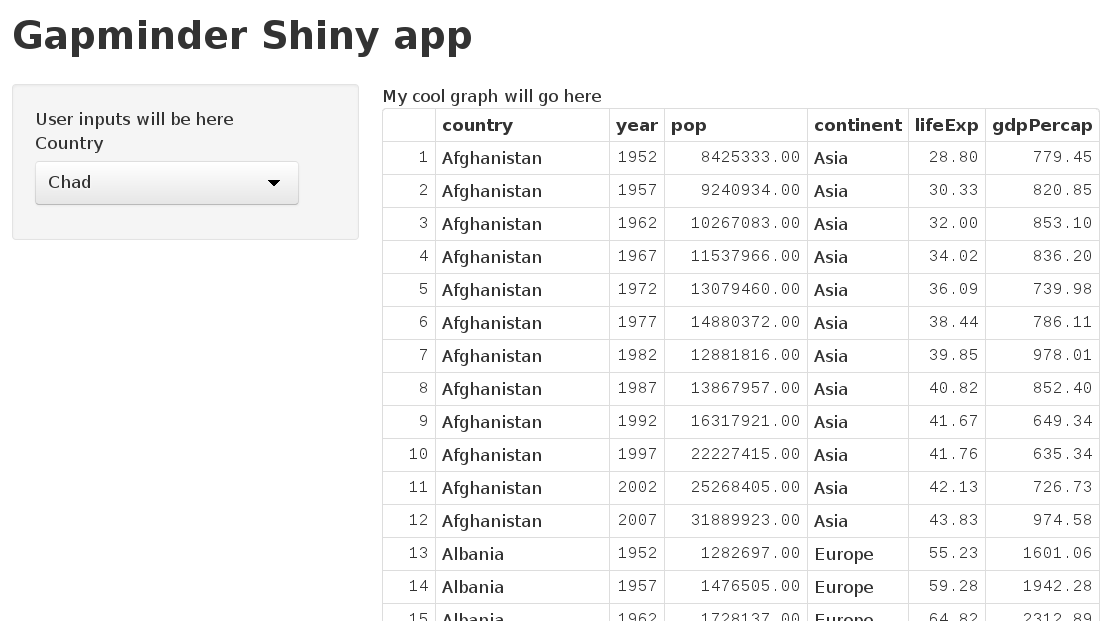 Gapminder Shiny app
User inputs will be here
Country
Chad
My cool graph will go here
country year pop continent lifeExp gdpPercap
1 Afghanistan 1952 8425333.00 Asia 28.80 779.45
2 Afghanistan 1957 9240934.00 Asia 30.33 820.85
3 Afghanistan 1962 10267083.00 Asia 32.00 853.10
4 Afghanistan 1967 11537966.00 Asia 34.02 836.20
5 Afghanistan 1972 13079460.00 Asia 36.09 739.98
6 Afghanistan 1977 14880372.00 Asia 38.44 786.11
7 Afghanistan 1982 12881816.00 Asia 39.85 978.01
8 Afghanistan 1987 13867957.00 Asia 40.82 852.40
9 Afghanistan 1992 16317921.00 Asia 41.67 649.34
10 Afghanistan 1997 22227415.00 Asia 41.76 635.34
11 Afghanistan 2002 25268405.00 Asia 42.13 726.73
12 Afghanistan 2007 31889923.00 Asia 43.83 974.58
13 Albania 1952 1282697.00 Europe 55.23 1601.06
14 Albania 1957 1476505.00 Europe 59.28 1942.28
15 Albania 1962 1728137.00 Europe 64.82 2312.89